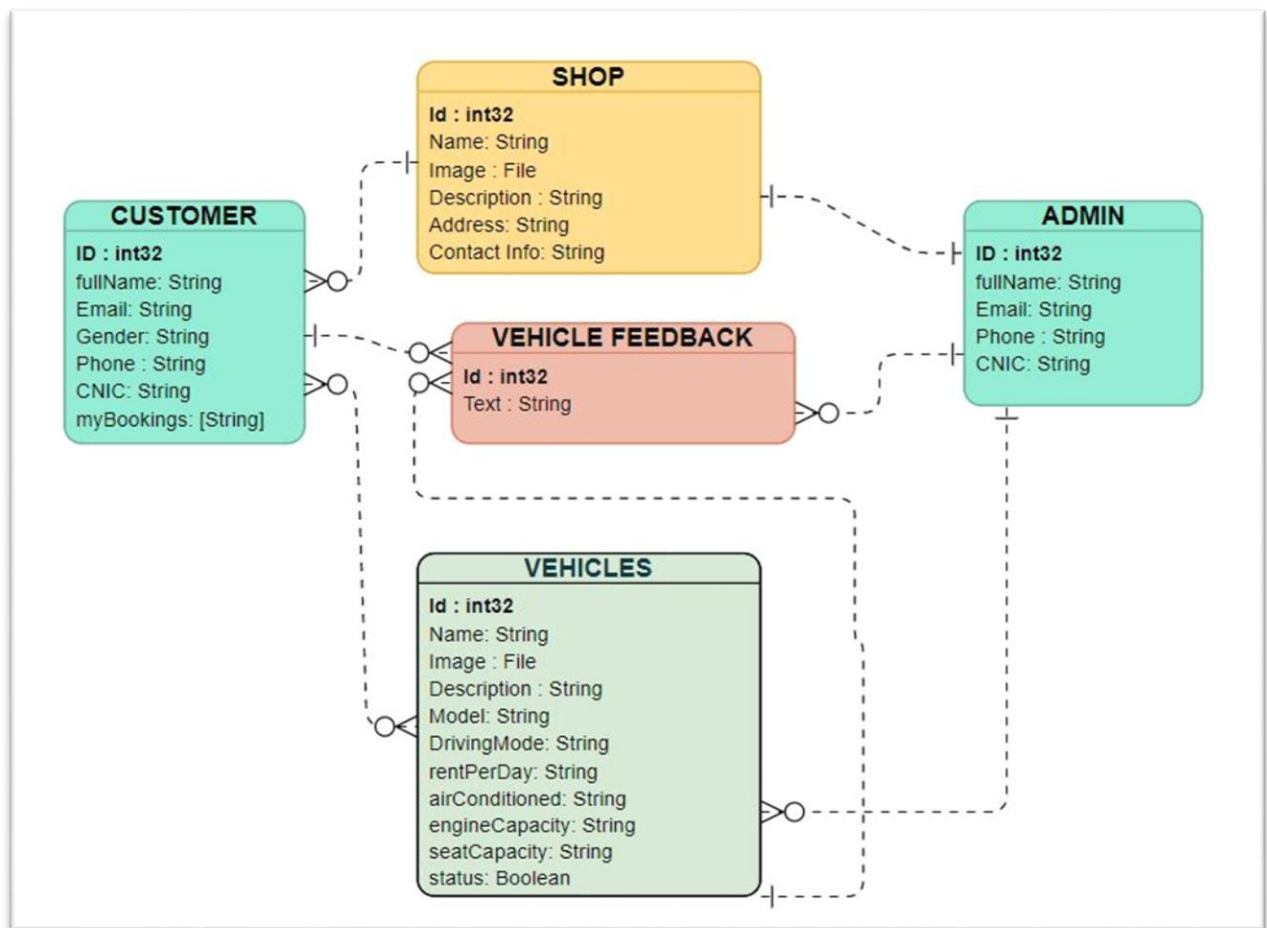 SHOP
Id : int32
Name: String
Image : File
Description : String
Address: String
Contact Info: String
CUSTOMER
ID : int32
fullName: String
Email: String
Gender: String
Phone : String
CNIC: String
myBookings: [String]
ADMIN
ID : int32
fullName: String
Email: String
Phone : String
CNIC: String
VEHICLE FEEDBACK
Id : int32
Text : String
VEHICLES
Id : int32
Name: String
Image : File
Description : String
Model: String
DrivingMode: String
rentPerDay: String
airConditioned: String
engineCapacity: String
seatCapacity: String
status: Boolean